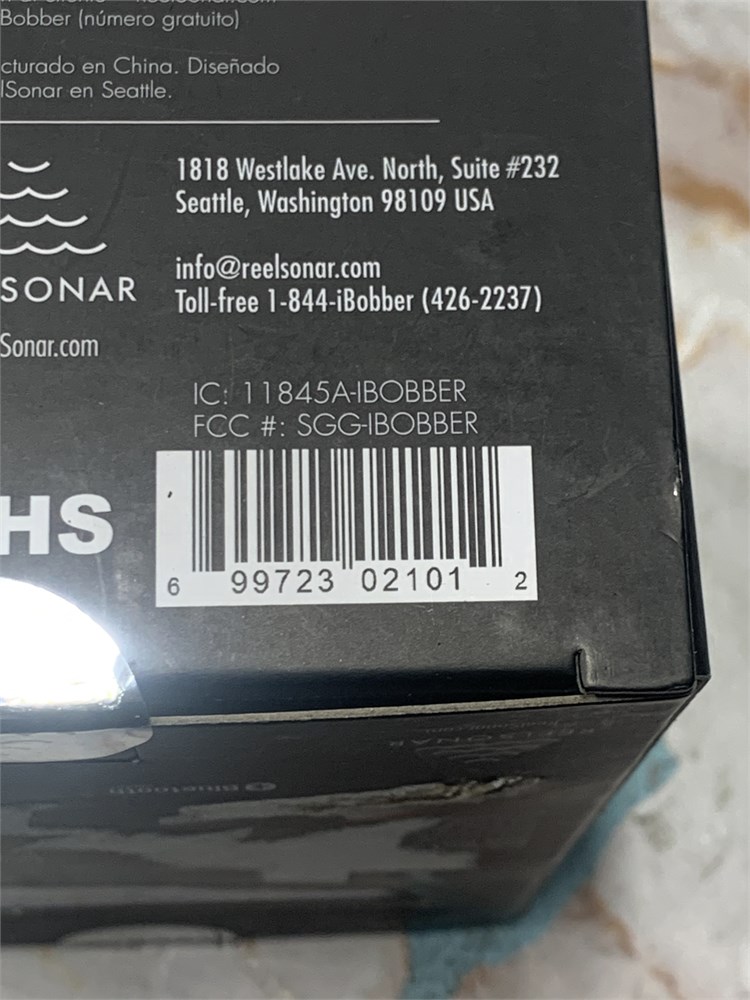 Bobber (número gratuito)
cturado en China. Diseñado
lSonar en Seattle.
1818 Westlake Ave. North, Suite #232
Seattle, Washington 98109 USA
info@reelsonar.com
Toll-free 1-844-iBobber (426-2237)
SONAR
Sonar.com
IC: 11845A-IBOBBER
FCC #: SGG-IBOBBER
HS
6 99723 02101 2
REELSONAR
Bluetooth